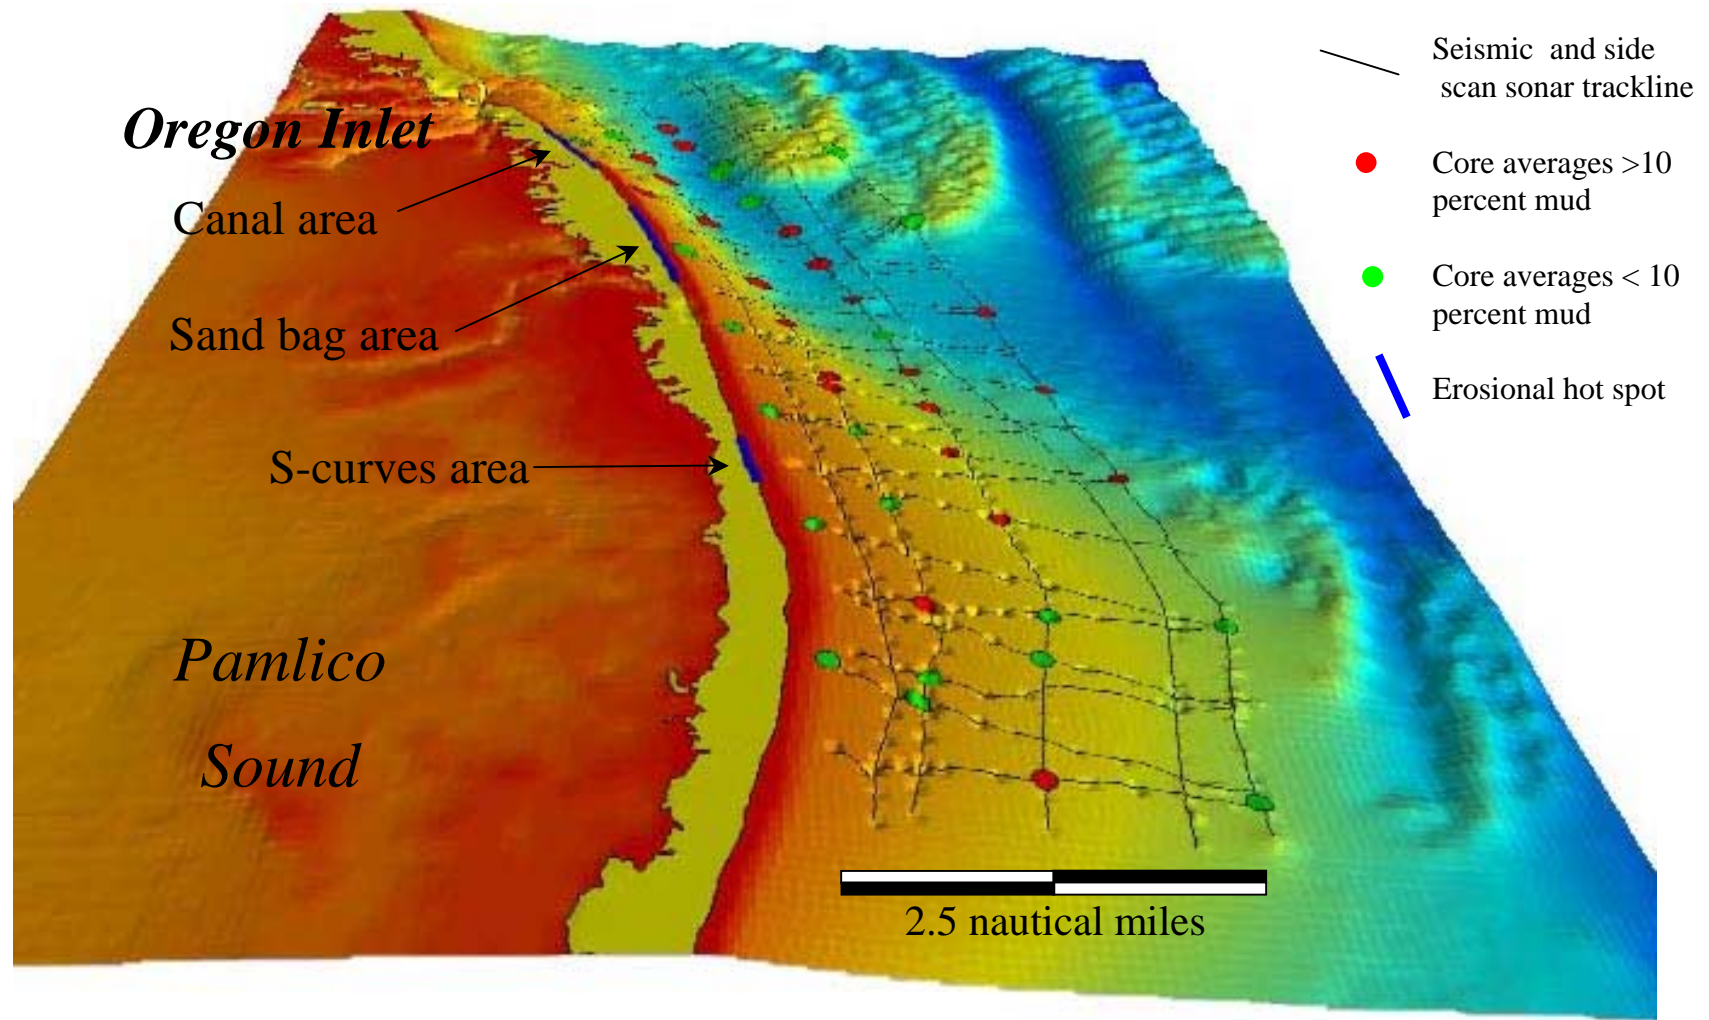 Oregon Inlet
Canal area
Sand bag area
S-curves area
Pamlico
Sound
2.5 nautical miles
Seismic and side
scan sonar trackline
Core averages >10
percent mud
Core averages < 10
percent mud
Erosional hot spot